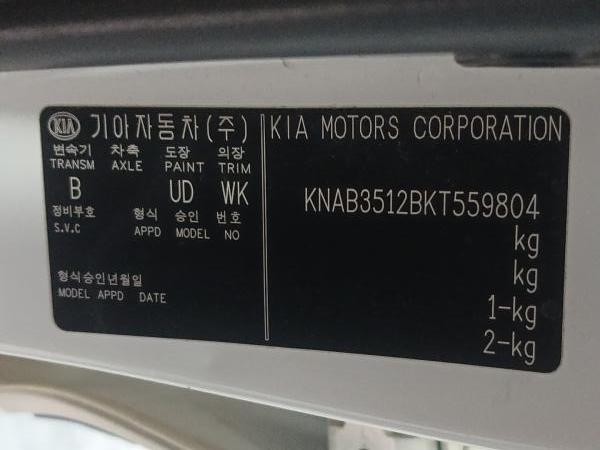 KIA 기아자동차(주)
변속기 차축 도장 의장
TRANSM AXLE PAINT TRIM
B UD WK
정비부호 형식 승인 번호
S.V.C APPD MODEL NO
형식승인년월일
MODEL APPD DATE
KIA MOTORS CORPORATION
KNAB3512BKT559804
kg
kg
1-kg
2-kg